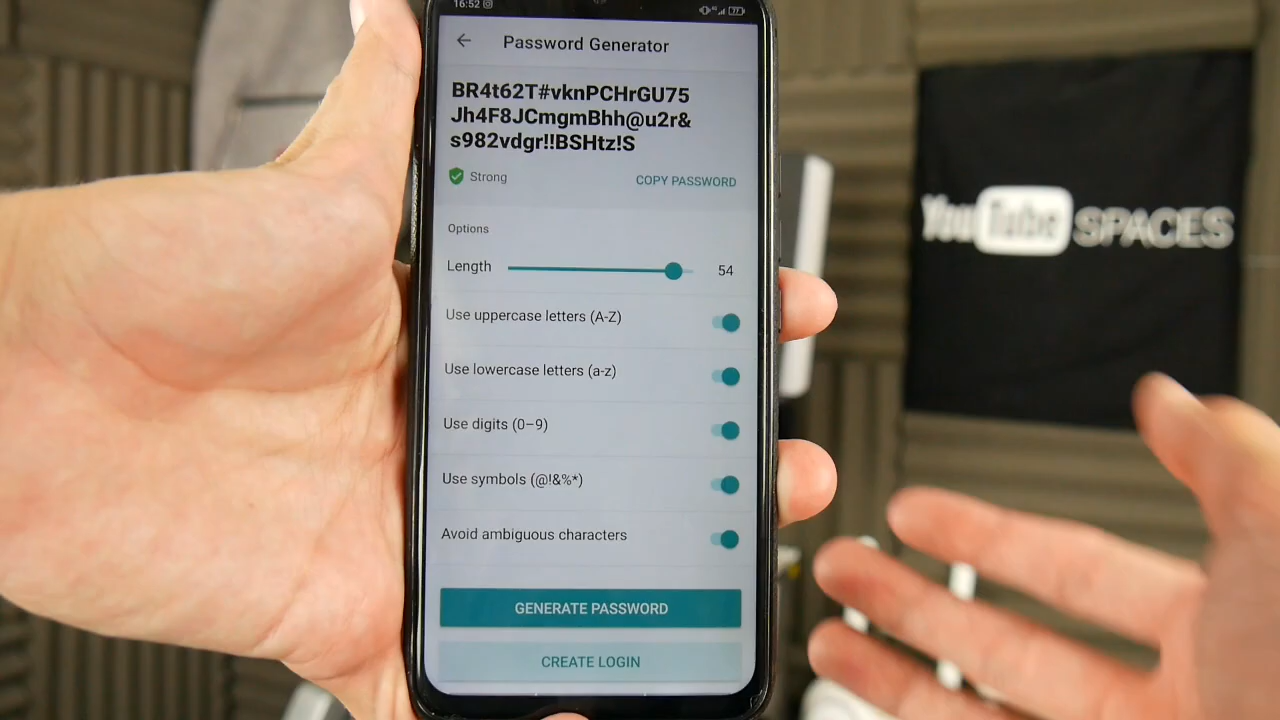 16:52
77
Password Generator
BR4t62T#vknPCHrGU75
Jh4F8JCmgmBhh@u2r&
s982vdgr!!BSHtz!S
Strong
COPY PASSWORD
Options
Length
54
Use uppercase letters (A-Z)
Use lowercase letters (a-z)
Use digits (0–9)
Use symbols (@!&%*)
Avoid ambiguous characters
GENERATE PASSWORD
CREATE LOGIN
YouTube SPACES